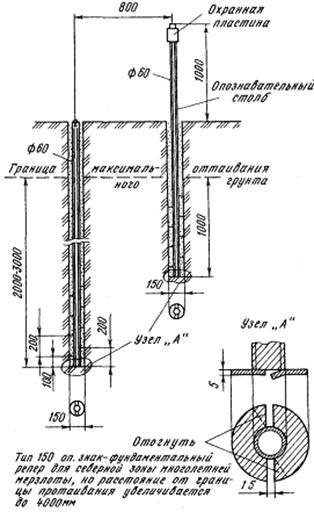 800
Охранная
пластина
ф60
Опознавательный
столб
1000
ф60
Граница максималь- оттаивания
ного грунта
2000-3000
1000
150
200
200
100
Узел „А"
Узел „А"
150
5
Отогнуть
15
Тип 150 оп. знак-фундаментальный
репер для северной зоны многолетней
мерзлоты, но расстояние от грани-
цы протаивания увеличивается
до 4000мм